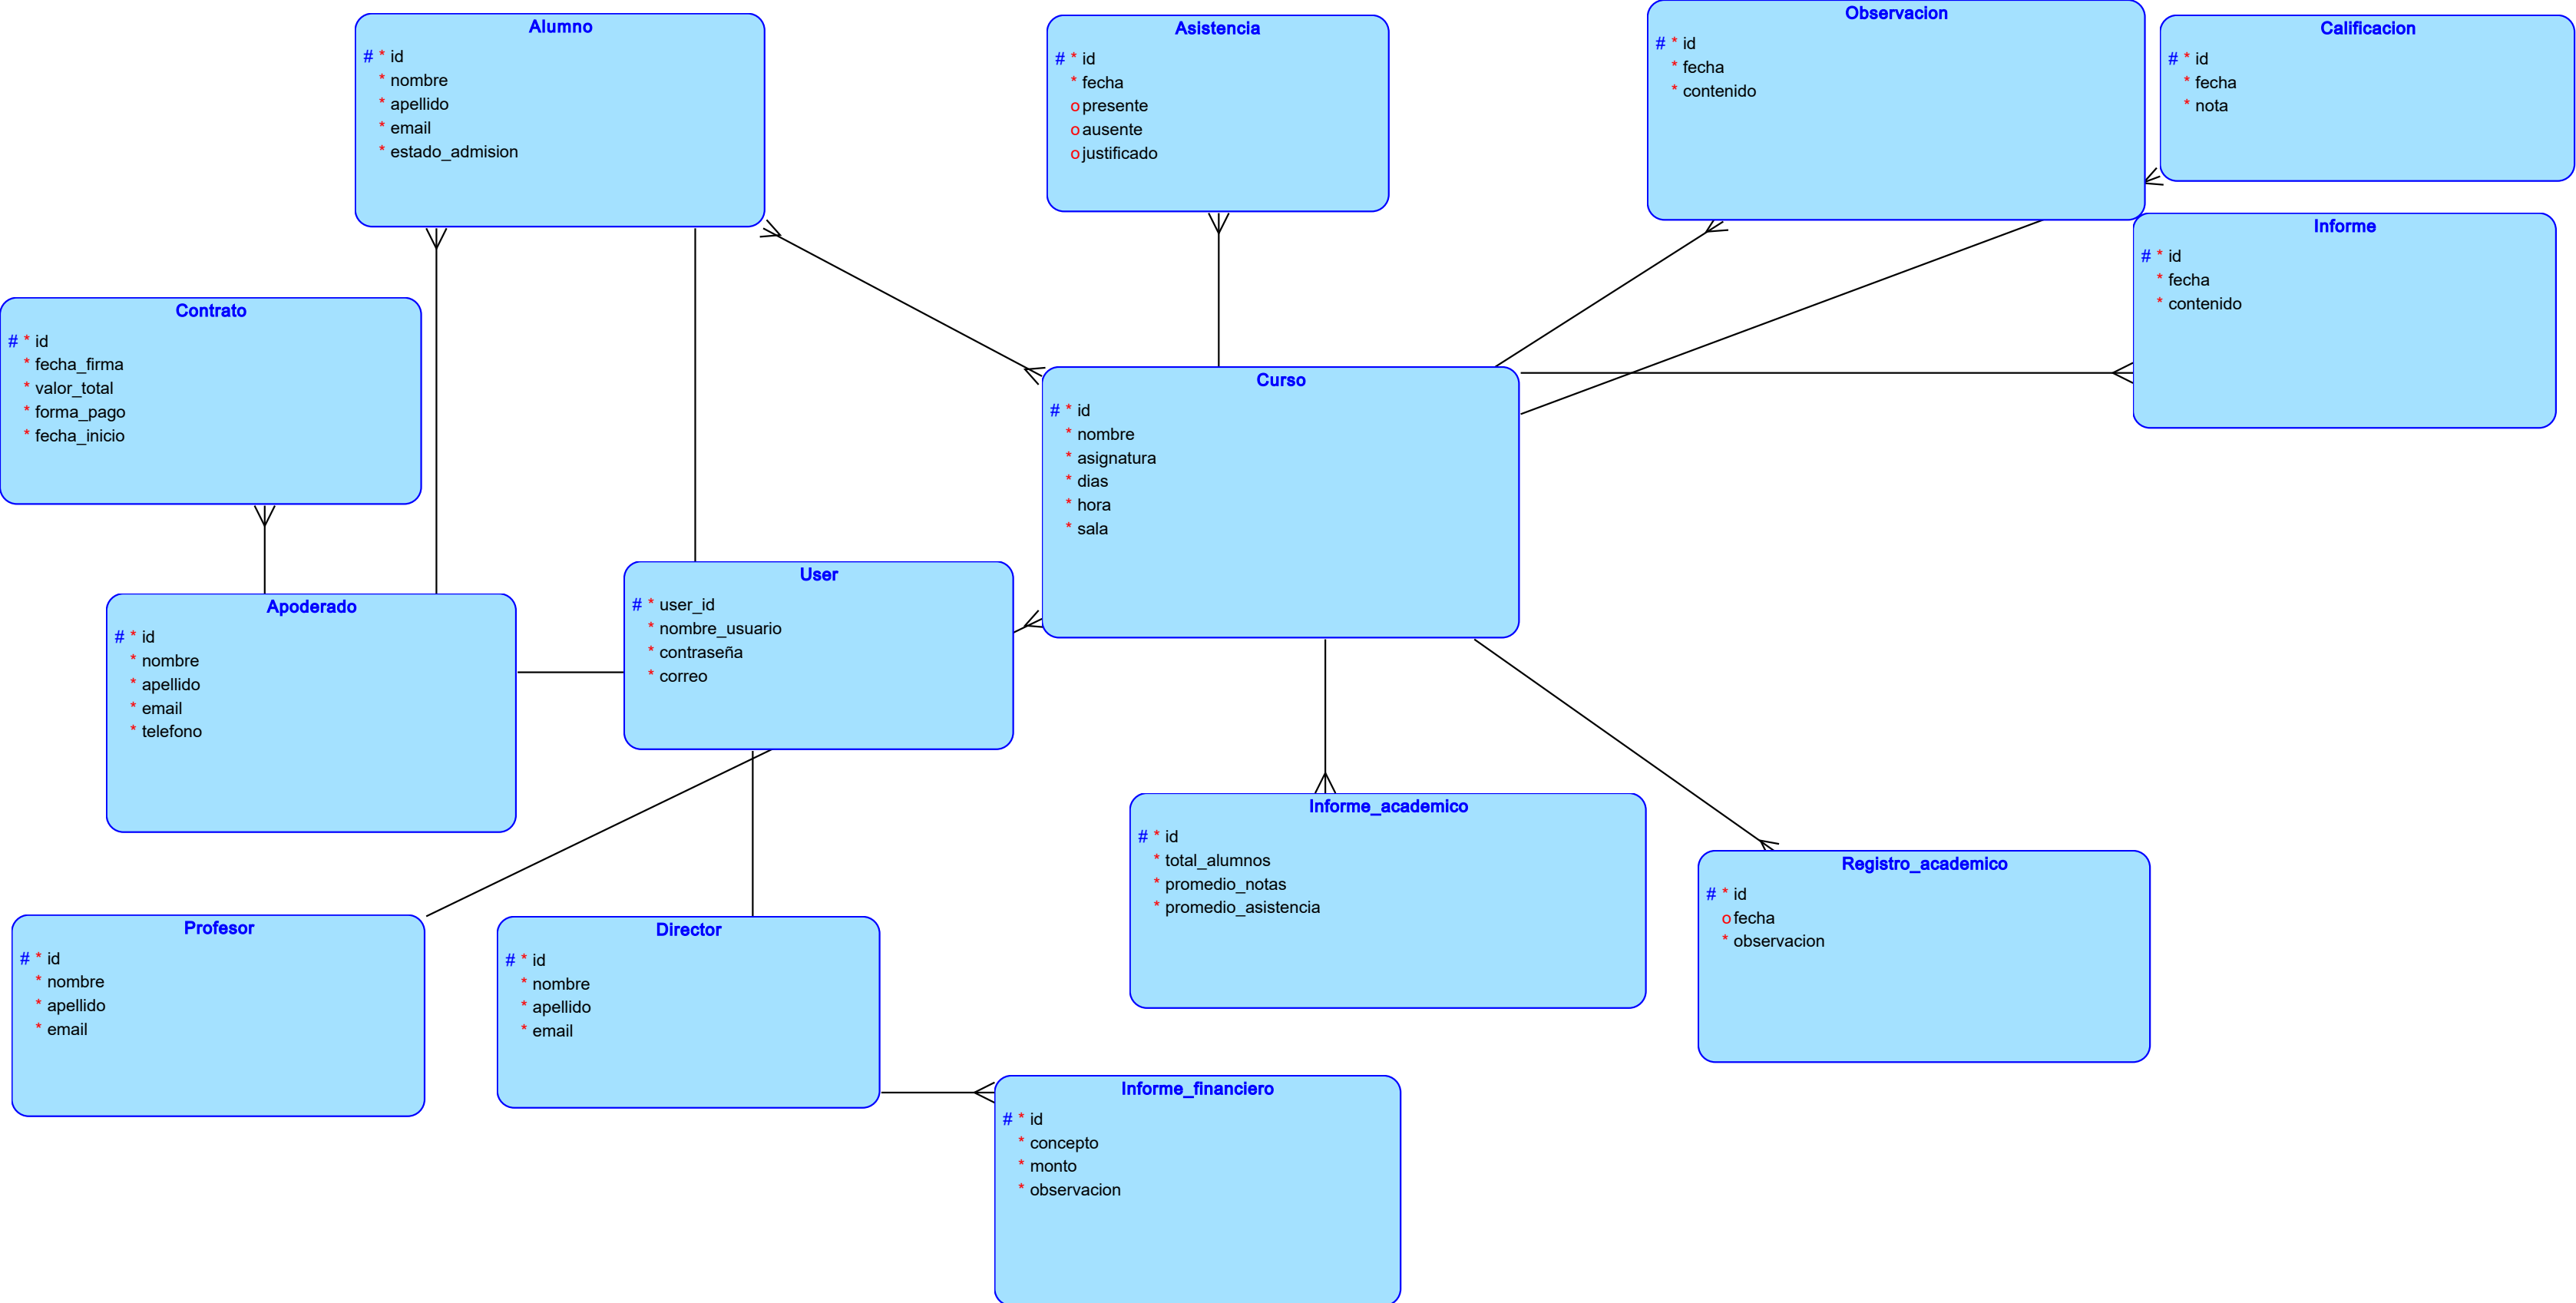 Alumno
# * id
* nombre
* apellido
* email
* estado_admision
Asistencia
# * id
* fecha
o presente
o ausente
o justificado
Observacion
# * id
* fecha
* contenido
Calificacion
# * id
* fecha
* nota
Informe
# * id
* fecha
* contenido
Contrato
# * id
* fecha_firma
* valor_total
* forma_pago
* fecha_inicio
Curso
# * id
* nombre
* asignatura
* dias
* hora
* sala
User
# * user_id
* nombre_usuario
* contraseña
* correo
Apoderado
# * id
* nombre
* apellido
* email
* telefono
Informe_academico
# * id
* total_alumnos
* promedio_notas
* promedio_asistencia
Registro_academico
# * id
o fecha
* observacion
Profesor
# * id
* nombre
* apellido
* email
Director
# * id
* nombre
* apellido
* email
Informe_financiero
# * id
* concepto
* monto
* observacion